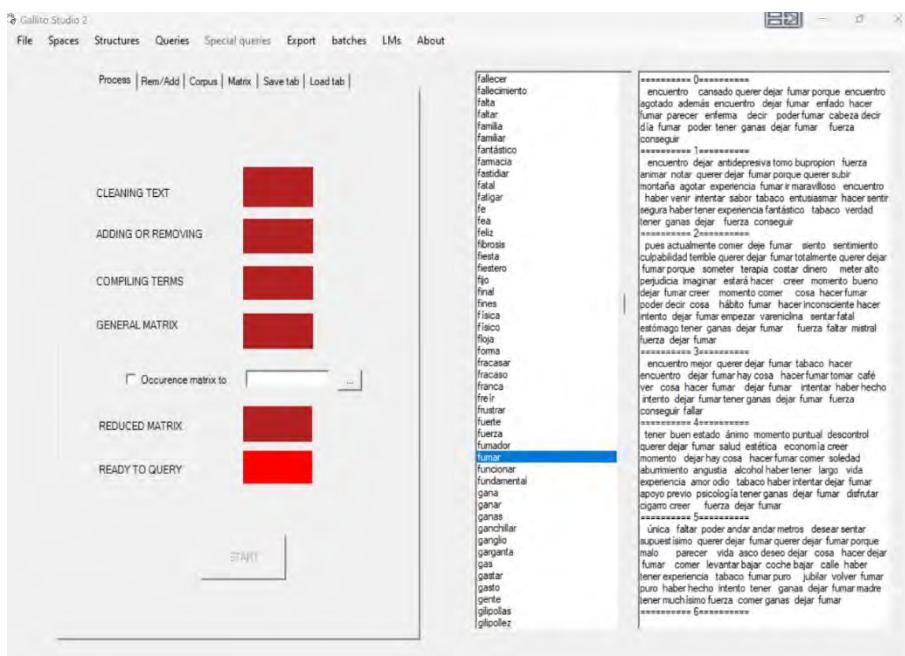 Gallito Studio 2
File Spaces Structures Queries Special queries Export batches LMs About
Process Rem/Add Corpus Matrix Save tab Load tab
CLEANING TEXT
ADDING OR REMOVING
COMPILING TERMS
GENERAL MATRIX
Occurence matrix to
...
REDUCED MATRIX
READY TO QUERY
START
fallecer
fallecimiento
falta
faltar
familia
familiar
fantástico
farmacia
fastidiar
fatal
fatigar
fe
fea
feliz
fibrosis
fiesta
fiestero
fijo
final
fines
física
físico
floja
forma
fracasar
fracaso
franca
freír
frustrar
fuerte
fuerza
fumador
fumar
funcionar
fundamental
gana
ganar
ganas
ganchillar
ganglio
garganta
gas
gastar
gasto
gente
gilipollas
gilipollez
========== 0==========
encuentro cansado querer dejar fumar porque encuentro
agotado además encuentro dejar fumar enfado hacer
fumar parecer enferma decir poder fumar cabeza decir
día fumar poder tener ganas dejar fumar fuerza
conseguir
========== 1==========
encuentro dejar antidepresiva tomo bupropion fuerza
animar notar querer dejar fumar porque querer subir
montaña agotar experiencia fumar ir maravilloso encuentro
haber venir intentar sabor tabaco entusiasmar hacer sentir
segura haber tener experiencia fantástico tabaco verdad
tener ganas dejar fuerza conseguir
========== 2==========
pues actualmente comer deje fumar siento sentimiento
culpabilidad terrible querer dejar fumar totalmente querer dejar
fumar porque someter terapia costar dinero meter alto
perjudicia imaginar estará hacer creer momento bueno
dejar fumar creer momento comer cosa hacer fumar
poder decir cosa hábito fumar hacer inconsciente hacer
intento dejar fumar empezar vareniclina sentar fatal
estómago tener ganas dejar fumar fuerza faltar mistral
fuerza dejar fumar
========== 3==========
encuentro mejor querer dejar fumar tabaco hacer
encuentro dejar fumar hay cosa hacer fumar tomar café
ver cosa hacer fumar dejar fumar intentar haber hecho
intento dejar fumar tener ganas dejar fumar fuerza
conseguir fallar
========== 4==========
tener buen estado ánimo momento puntual descontrol
querer dejar fumar salud estética economía creer
momento dejar hay cosa hacer fumar comer soledad
aburrimiento angustia alcohol haber tener largo vida
experiencia amor odio tabaco haber intentar dejar fumar
apoyo previo psicología tener ganas dejar fumar disfrutar
cigarro creer fuerza dejar fumar
========== 5==========
única faltar poder andar andar metros desear sentar
supuestísimo querer dejar fumar querer dejar fumar porque
malo parecer vida asco deseo dejar cosa hacer dejar
fumar comer levantar bajar coche bajar calle haber
tener experiencia tabaco fumar puro jubilar volver fumar
puro haber hecho intento tener ganas dejar fumar madre
tener muchísimo fuerza comer ganas dejar fumar
========== 6==========